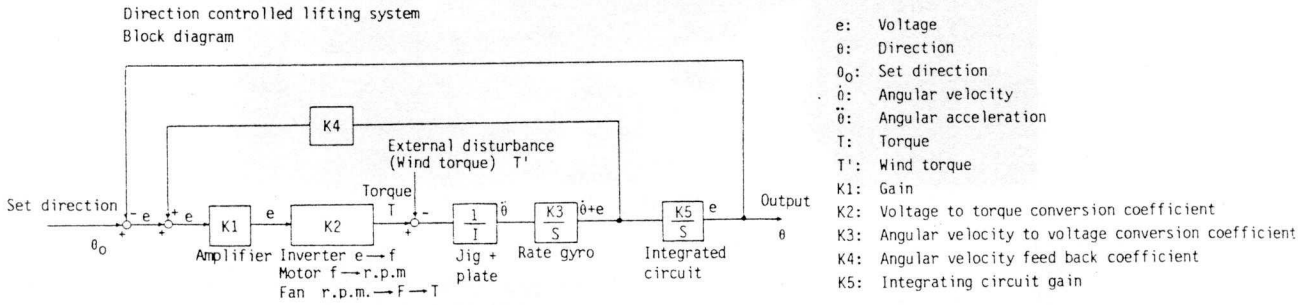 Direction controlled lifting system
Block diagram
K4
External disturbance
(Wind torque) T'
Torque
T
Set direction
θo
- e
+
+ e
+
K1
e
K2
+
-
1
I
θ̈
K3
S
θ̇+e
K5
S
e
Output
θ
Amplifier
Inverter e→f
Motor f→r.p.m
Fan r.p.m.→F→T
Jig +
plate
Rate gyro
Integrated
circuit
e: Voltage
θ: Direction
θo: Set direction
θ̇: Angular velocity
θ̈: Angular acceleration
T: Torque
T': Wind torque
K1: Gain
K2: Voltage to torque conversion coefficient
K3: Angular velocity to voltage conversion coefficient
K4: Angular velocity feed back coefficient
K5: Integrating circuit gain